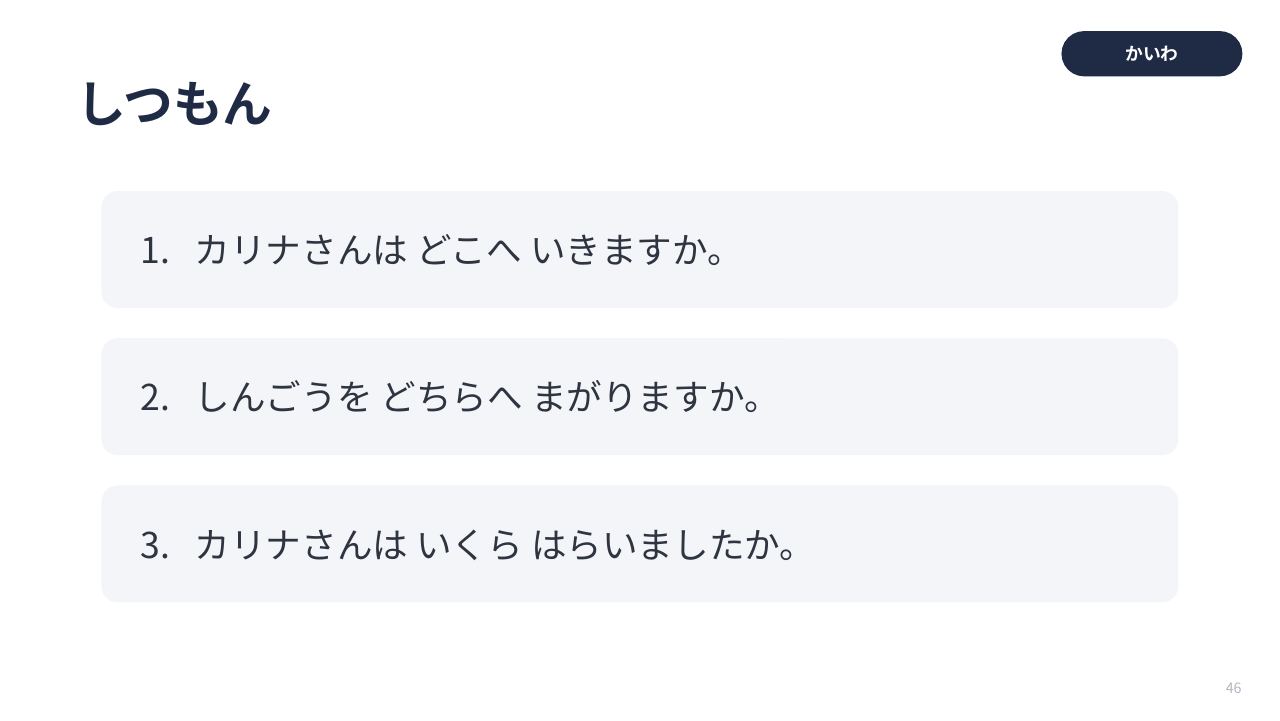 かいわ
しつもん
1. カリナさんは どこへ いきますか。
2. しんごうを どちらへ まがりますか。
3. カリナさんは いくら はらいましたか。
46